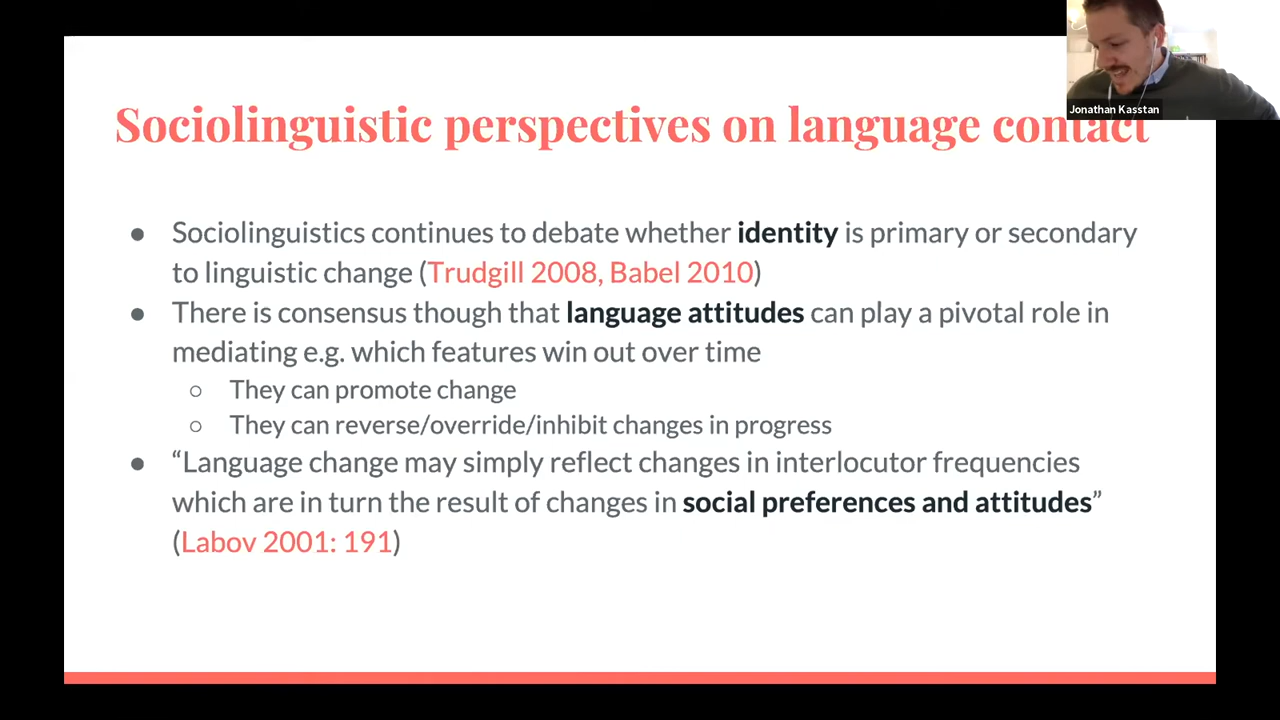 Jonathan Kasstan
Sociolinguistic perspectives on language contact
● Sociolinguistics continues to debate whether identity is primary or secondary
to linguistic change (Trudgill 2008, Babel 2010)
● There is consensus though that language attitudes can play a pivotal role in
mediating e.g. which features win out over time
○ They can promote change
○ They can reverse/override/inhibit changes in progress
● “Language change may simply reflect changes in interlocutor frequencies
which are in turn the result of changes in social preferences and attitudes”
(Labov 2001: 191)